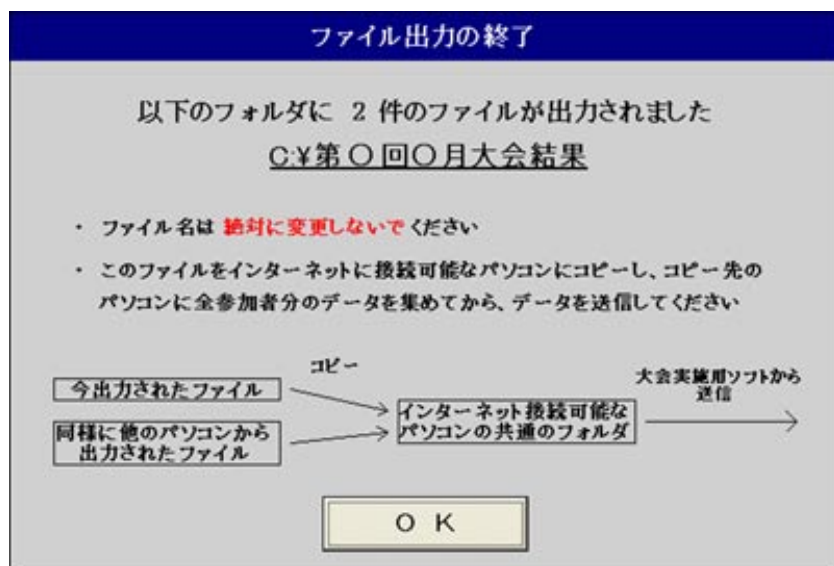 ファイル出力の終了
以下のフォルダに 2 件のファイルが出力されました
C:¥第〇回〇月大会結果
・ ファイル名は 絶対に変更しないでください
・ このファイルをインターネットに接続可能なパソコンにコピーし、コピー先の
パソコンに全参加者分のデータを集めてから、データを送信してください
コピー
大会実施用ソフトから
送信
今出力されたファイル
インターネット接続可能な
パソコンの共通のフォルダ
同様に他のパソコンから
出力されたファイル
ＯＫ